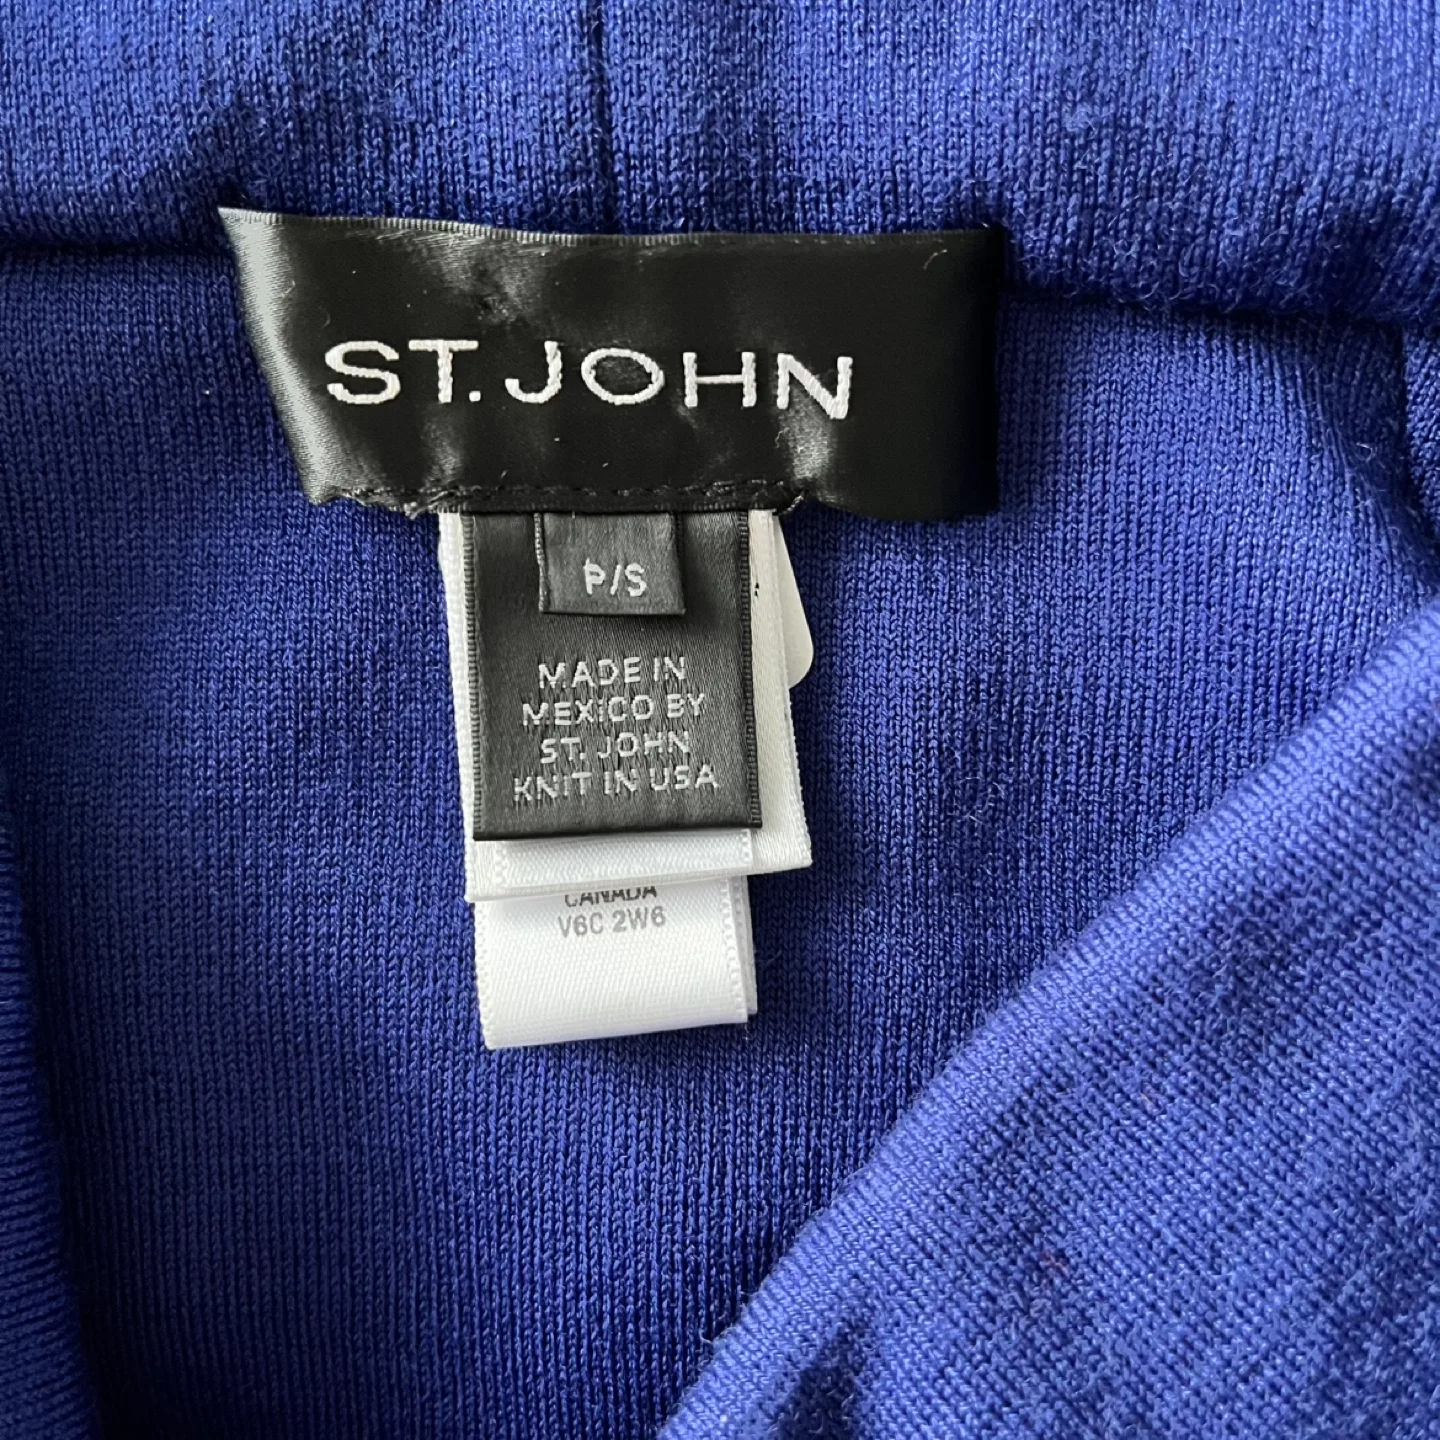 ST. JOHN
P/S
MADE IN
MEXICO BY
ST. JOHN
KNIT IN USA
CANADA
V6C 2W6